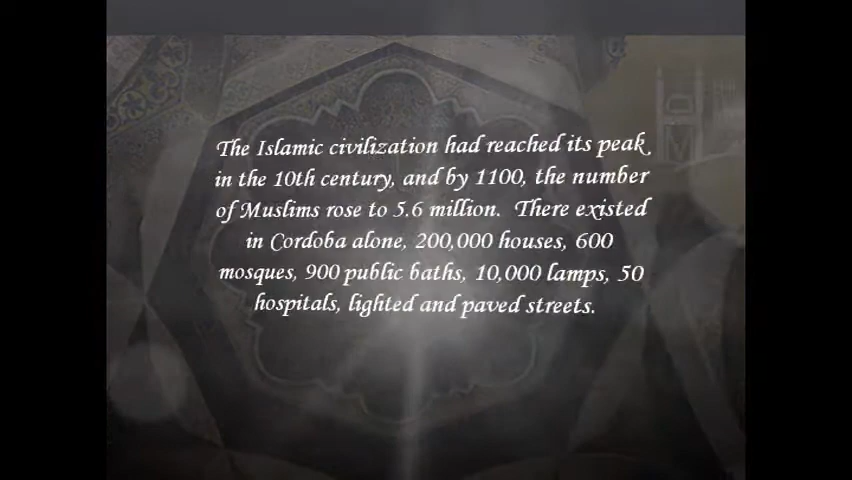 The Islamic civilization had reached its peak
in the 10th century, and by 1100, the number
of Muslims rose to 5.6 million. There existed
in Cordoba alone, 200,000 houses, 600
mosques, 900 public baths, 10,000 lamps, 50
hospitals, lighted and paved streets.